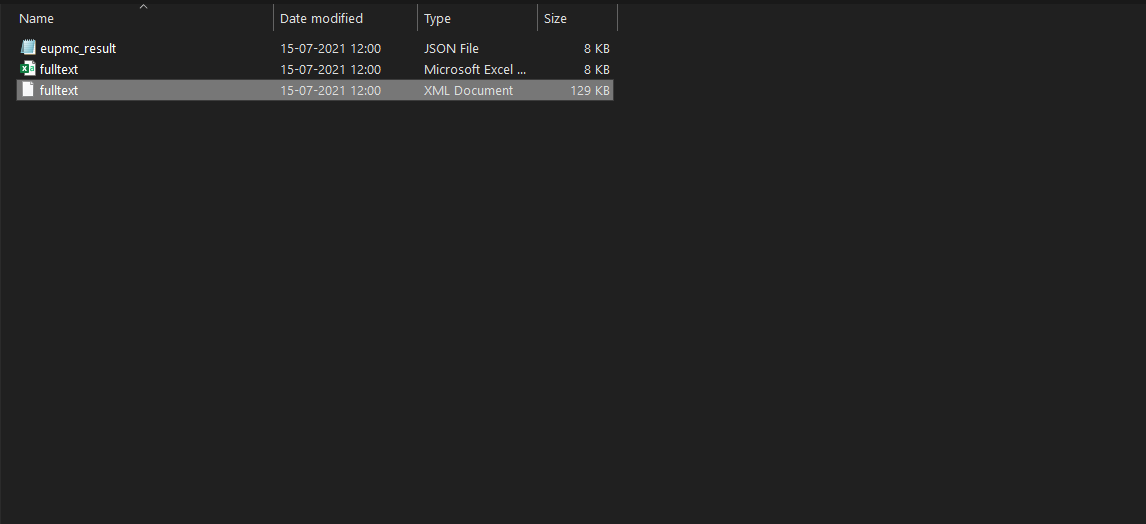 Name Date modified Type Size
eupmc_result 15-07-2021 12:00 JSON File 8 KB
fulltext 15-07-2021 12:00 Microsoft Excel ... 8 KB
fulltext 15-07-2021 12:00 XML Document 129 KB